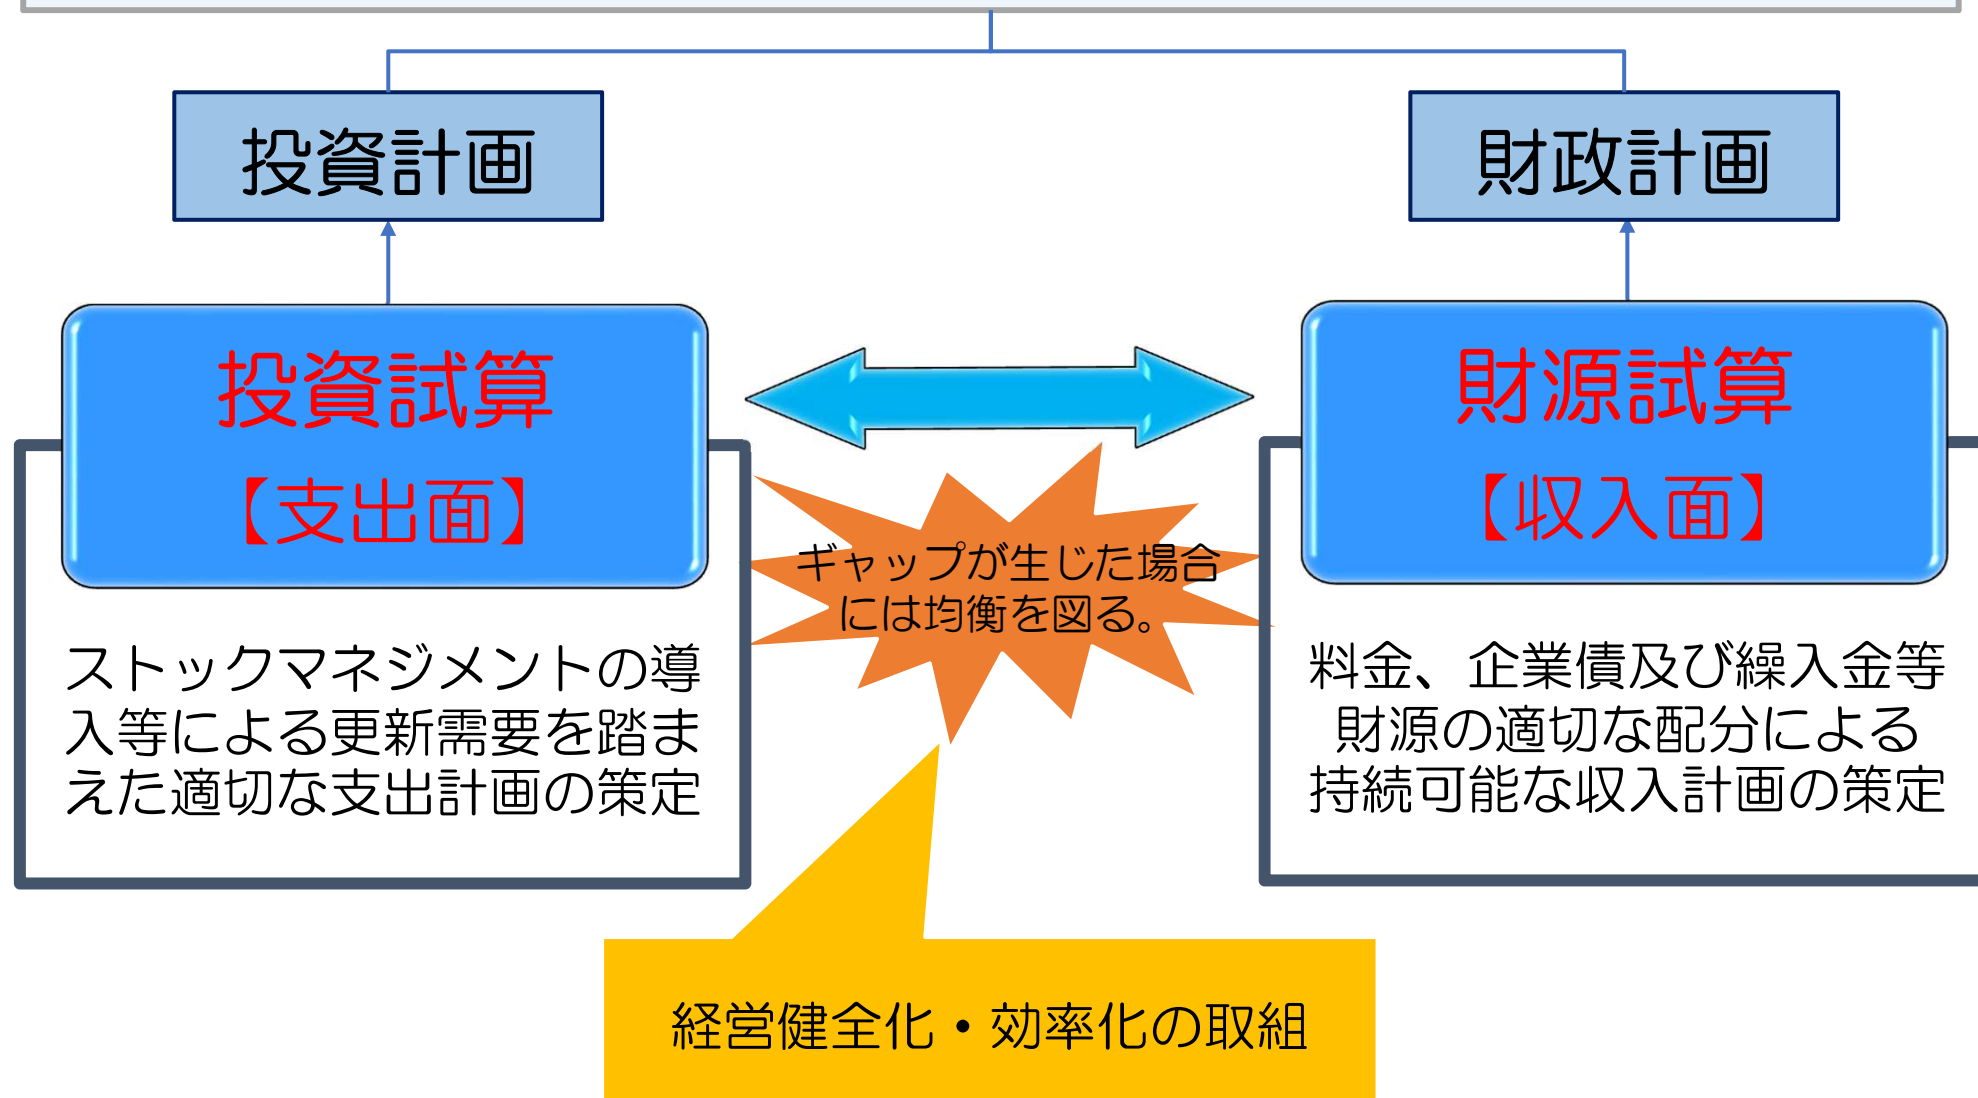 投資計画
財政計画
投資試算
【支出面】
財源試算
【収入面】
ギャップが生じた場合
には均衡を図る。
ストックマネジメントの導
入等による更新需要を踏ま
えた適切な支出計画の策定
料金、企業債及び繰入金等
財源の適切な配分による
持続可能な収入計画の策定
経営健全化・効率化の取組